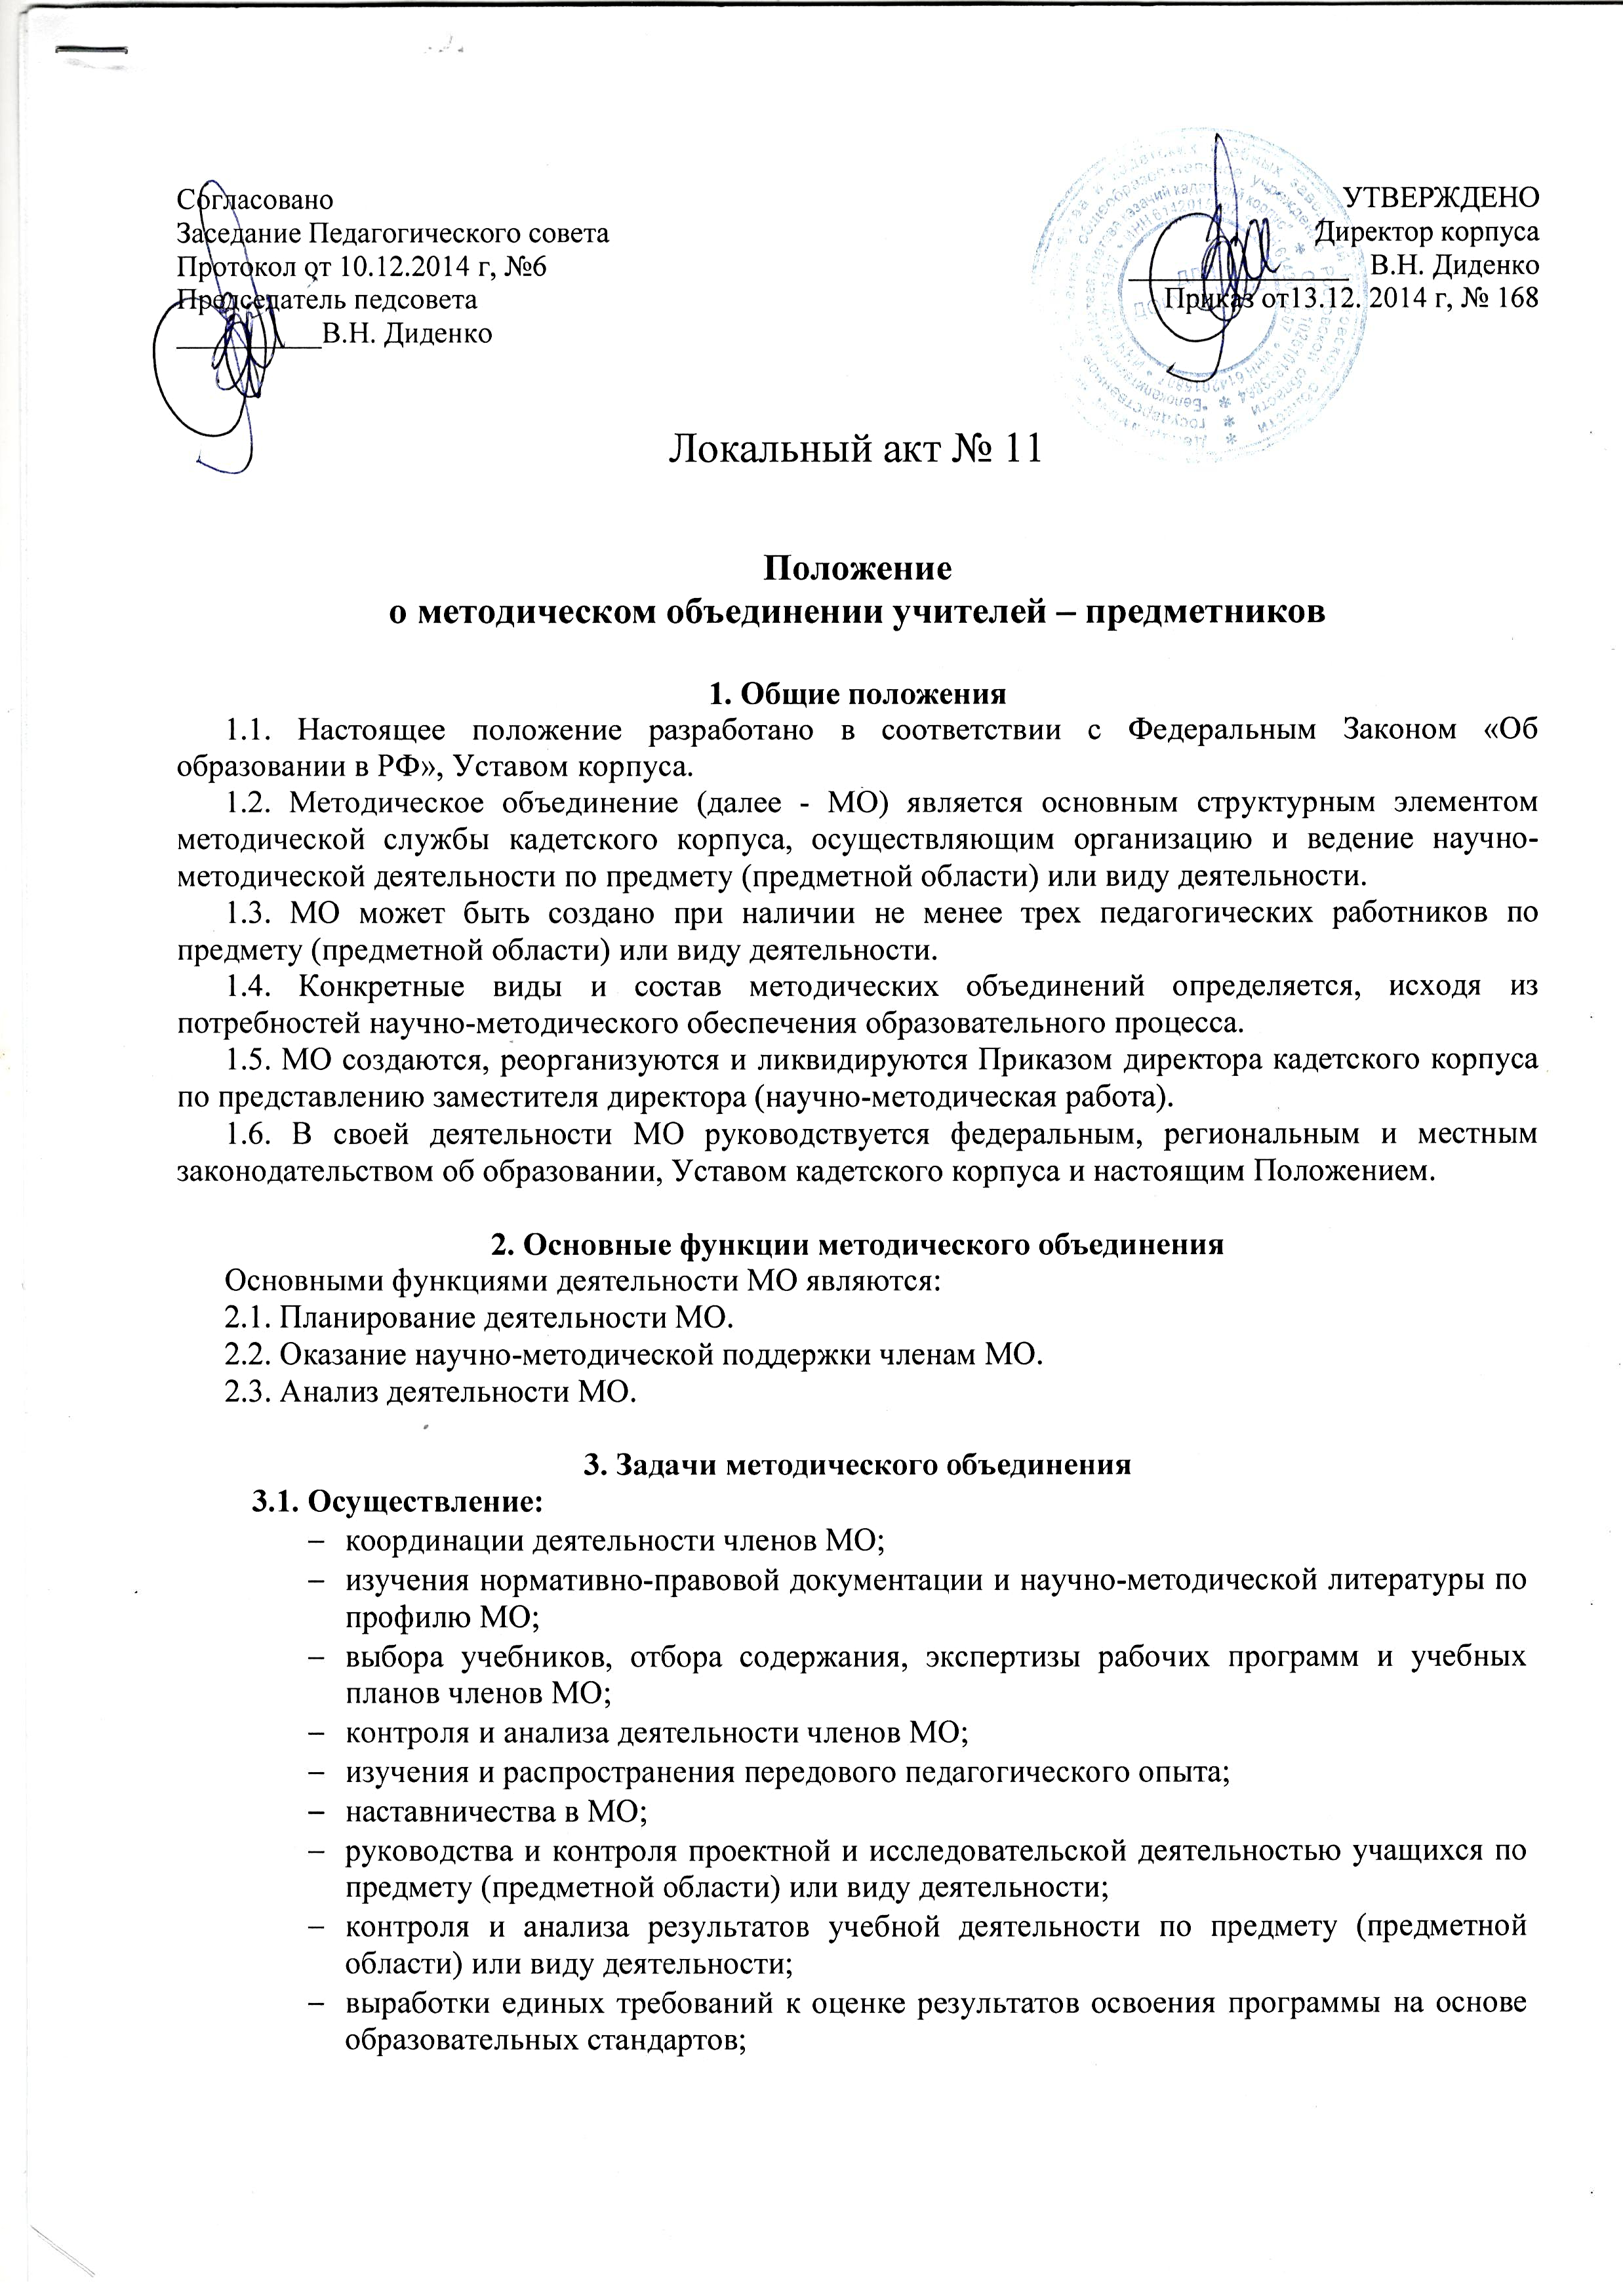 Согласовано
Заседание Педагогического совета
Протокол от 10.12.2014 г, №6
Председатель педсовета
__________В.Н. Диденко
УТВЕРЖДЕНО
Директор корпуса
_______________ В.Н. Диденко
Приказ от13.12. 2014 г, № 168
Локальный акт № 11
Положение
о методическом объединении учителей – предметников
1. Общие положения
1.1. Настоящее положение разработано в соответствии с Федеральным Законом «Об
образовании в РФ», Уставом корпуса.
1.2. Методическое объединение (далее - МО) является основным структурным элементом
методической службы кадетского корпуса, осуществляющим организацию и ведение научно-
методической деятельности по предмету (предметной области) или виду деятельности.
1.3. МО может быть создано при наличии не менее трех педагогических работников по
предмету (предметной области) или виду деятельности.
1.4. Конкретные виды и состав методических объединений определяется, исходя из
потребностей научно-методического обеспечения образовательного процесса.
1.5. МО создаются, реорганизуются и ликвидируются Приказом директора кадетского корпуса
по представлению заместителя директора (научно-методическая работа).
1.6. В своей деятельности МО руководствуется федеральным, региональным и местным
законодательством об образовании, Уставом кадетского корпуса и настоящим Положением.
2. Основные функции методического объединения
Основными функциями деятельности МО являются:
2.1. Планирование деятельности МО.
2.2. Оказание научно-методической поддержки членам МО.
2.3. Анализ деятельности МО.
3. Задачи методического объединения
3.1. Осуществление:
– координации деятельности членов МО;
– изучения нормативно-правовой документации и научно-методической литературы по
профилю МО;
– выбора учебников, отбора содержания, экспертизы рабочих программ и учебных
планов членов МО;
– контроля и анализа деятельности членов МО;
– изучения и распространения передового педагогического опыта;
– наставничества в МО;
– руководства и контроля проектной и исследовательской деятельностью учащихся по
предмету (предметной области) или виду деятельности;
– контроля и анализа результатов учебной деятельности по предмету (предметной
области) или виду деятельности;
– выработки единых требований к оценке результатов освоения программы на основе
образовательных стандартов;